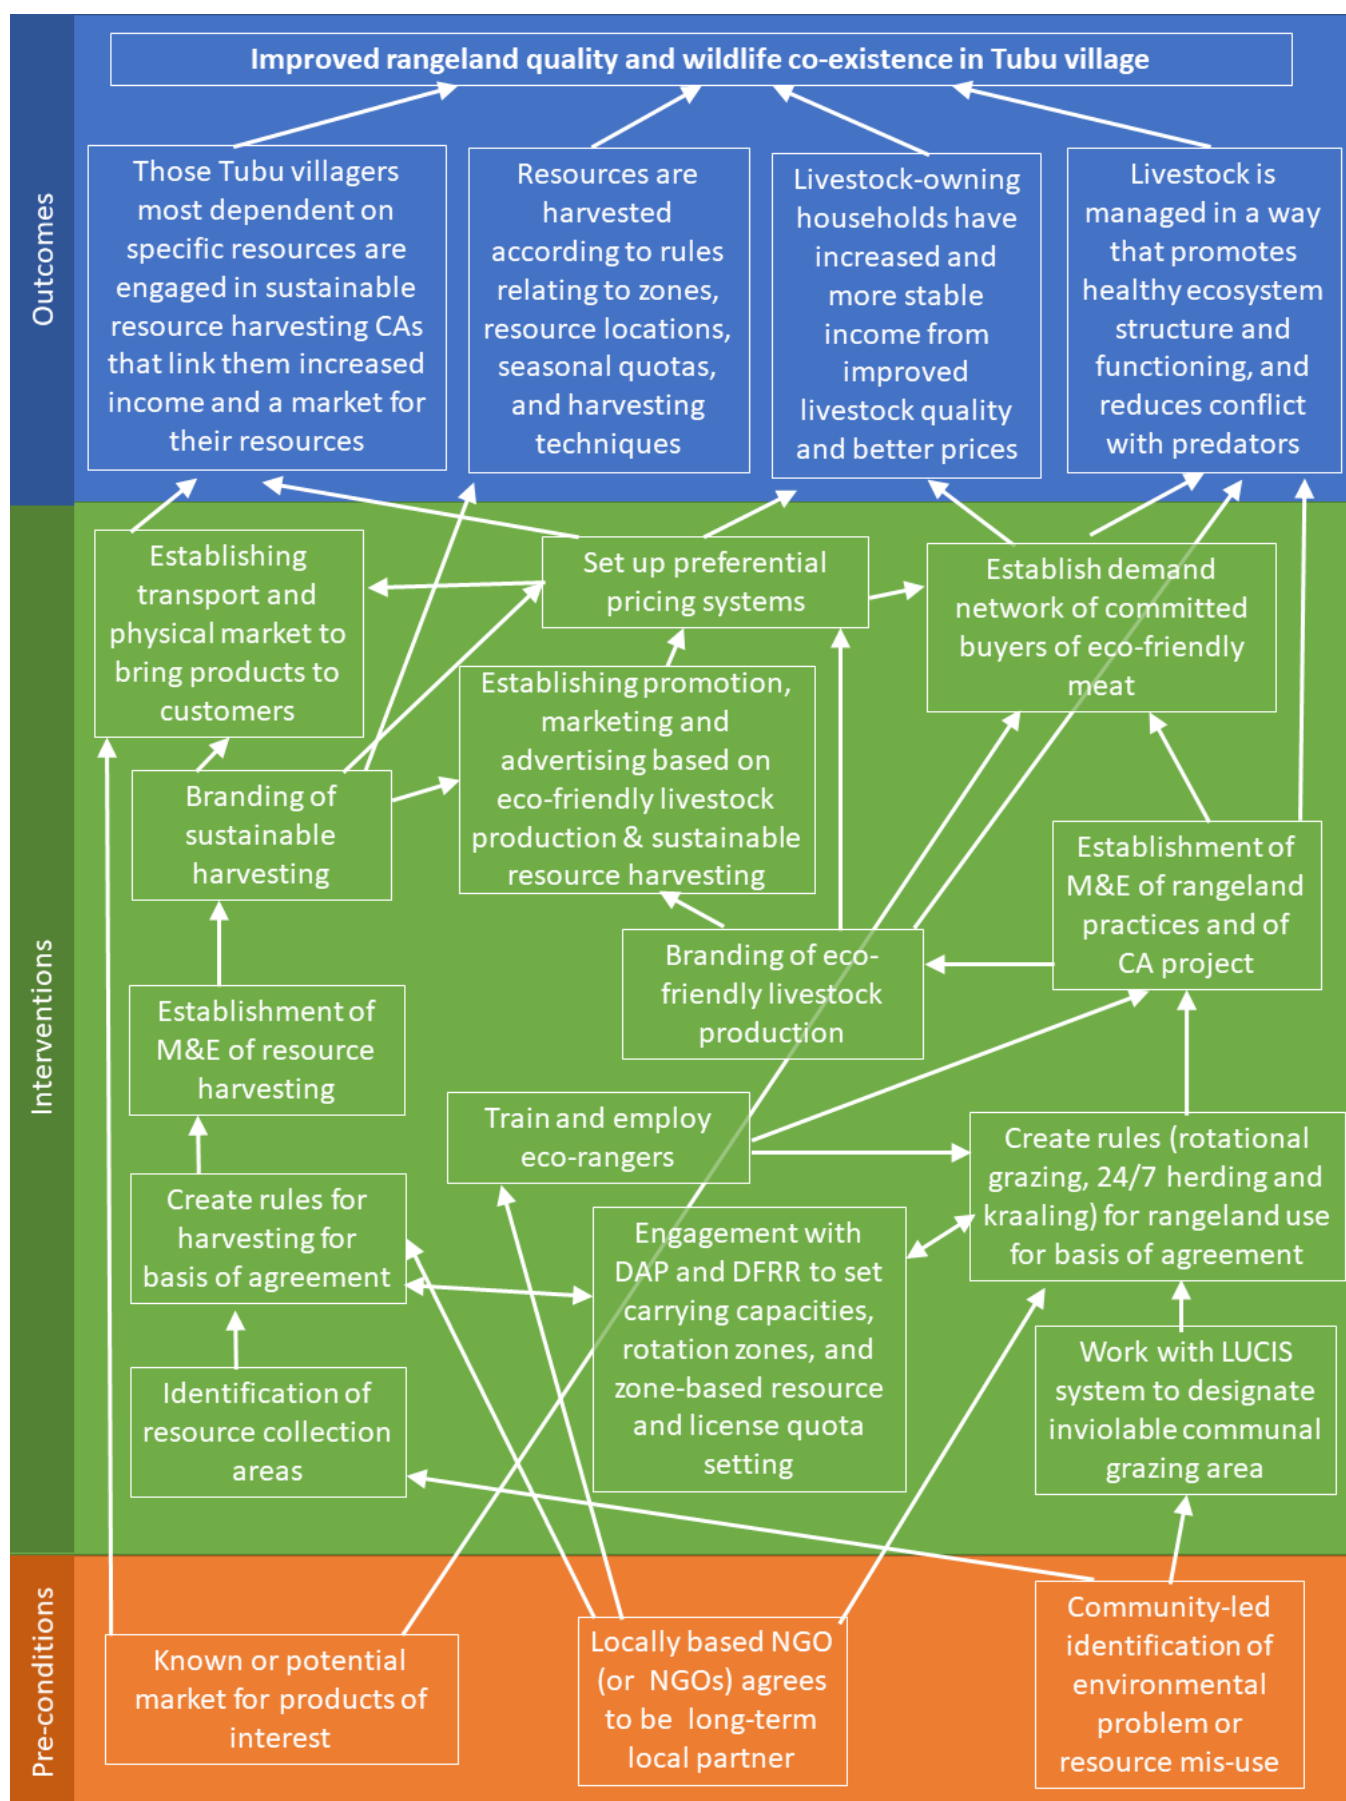 Improved rangeland quality and wildlife co-existence in Tubu village
Outcomes
Those Tubu villagers
most dependent on
specific resources are
engaged in sustainable
resource harvesting CAs
that link them increased
income and a market for
their resources
Resources are
harvested
according to rules
relating to zones,
resource locations,
seasonal quotas,
and harvesting
techniques
Livestock-owning
households have
increased and
more stable
income from
improved
livestock quality
and better prices
Livestock is
managed in a way
that promotes
healthy ecosystem
structure and
functioning, and
reduces conflict
with predators
Interventions
Establishing
transport and
physical market to
bring products to
customers
Set up preferential
pricing systems
Establish demand
network of committed
buyers of eco-friendly
meat
Establishing promotion,
marketing and
advertising based on
eco-friendly livestock
production & sustainable
resource harvesting
Branding of
sustainable
harvesting
Establishment of
M&E of rangeland
practices and of
CA project
Branding of eco-
friendly livestock
production
Establishment of
M&E of resource
harvesting
Train and employ
eco-rangers
Create rules (rotational
grazing, 24/7 herding and
kraaling) for rangeland use
for basis of agreement
Create rules for
harvesting for
basis of agreement
Engagement with
DAP and DFRR to set
carrying capacities,
rotation zones, and
zone-based resource
and license quota
setting
Work with LUCIS
system to designate
inviolable communal
grazing area
Identification of
resource collection
areas
Pre-conditions
Known or potential
market for products of
interest
Locally based NGO
(or NGOs) agrees
to be long-term
local partner
Community-led
identification of
environmental
problem or
resource mis-use